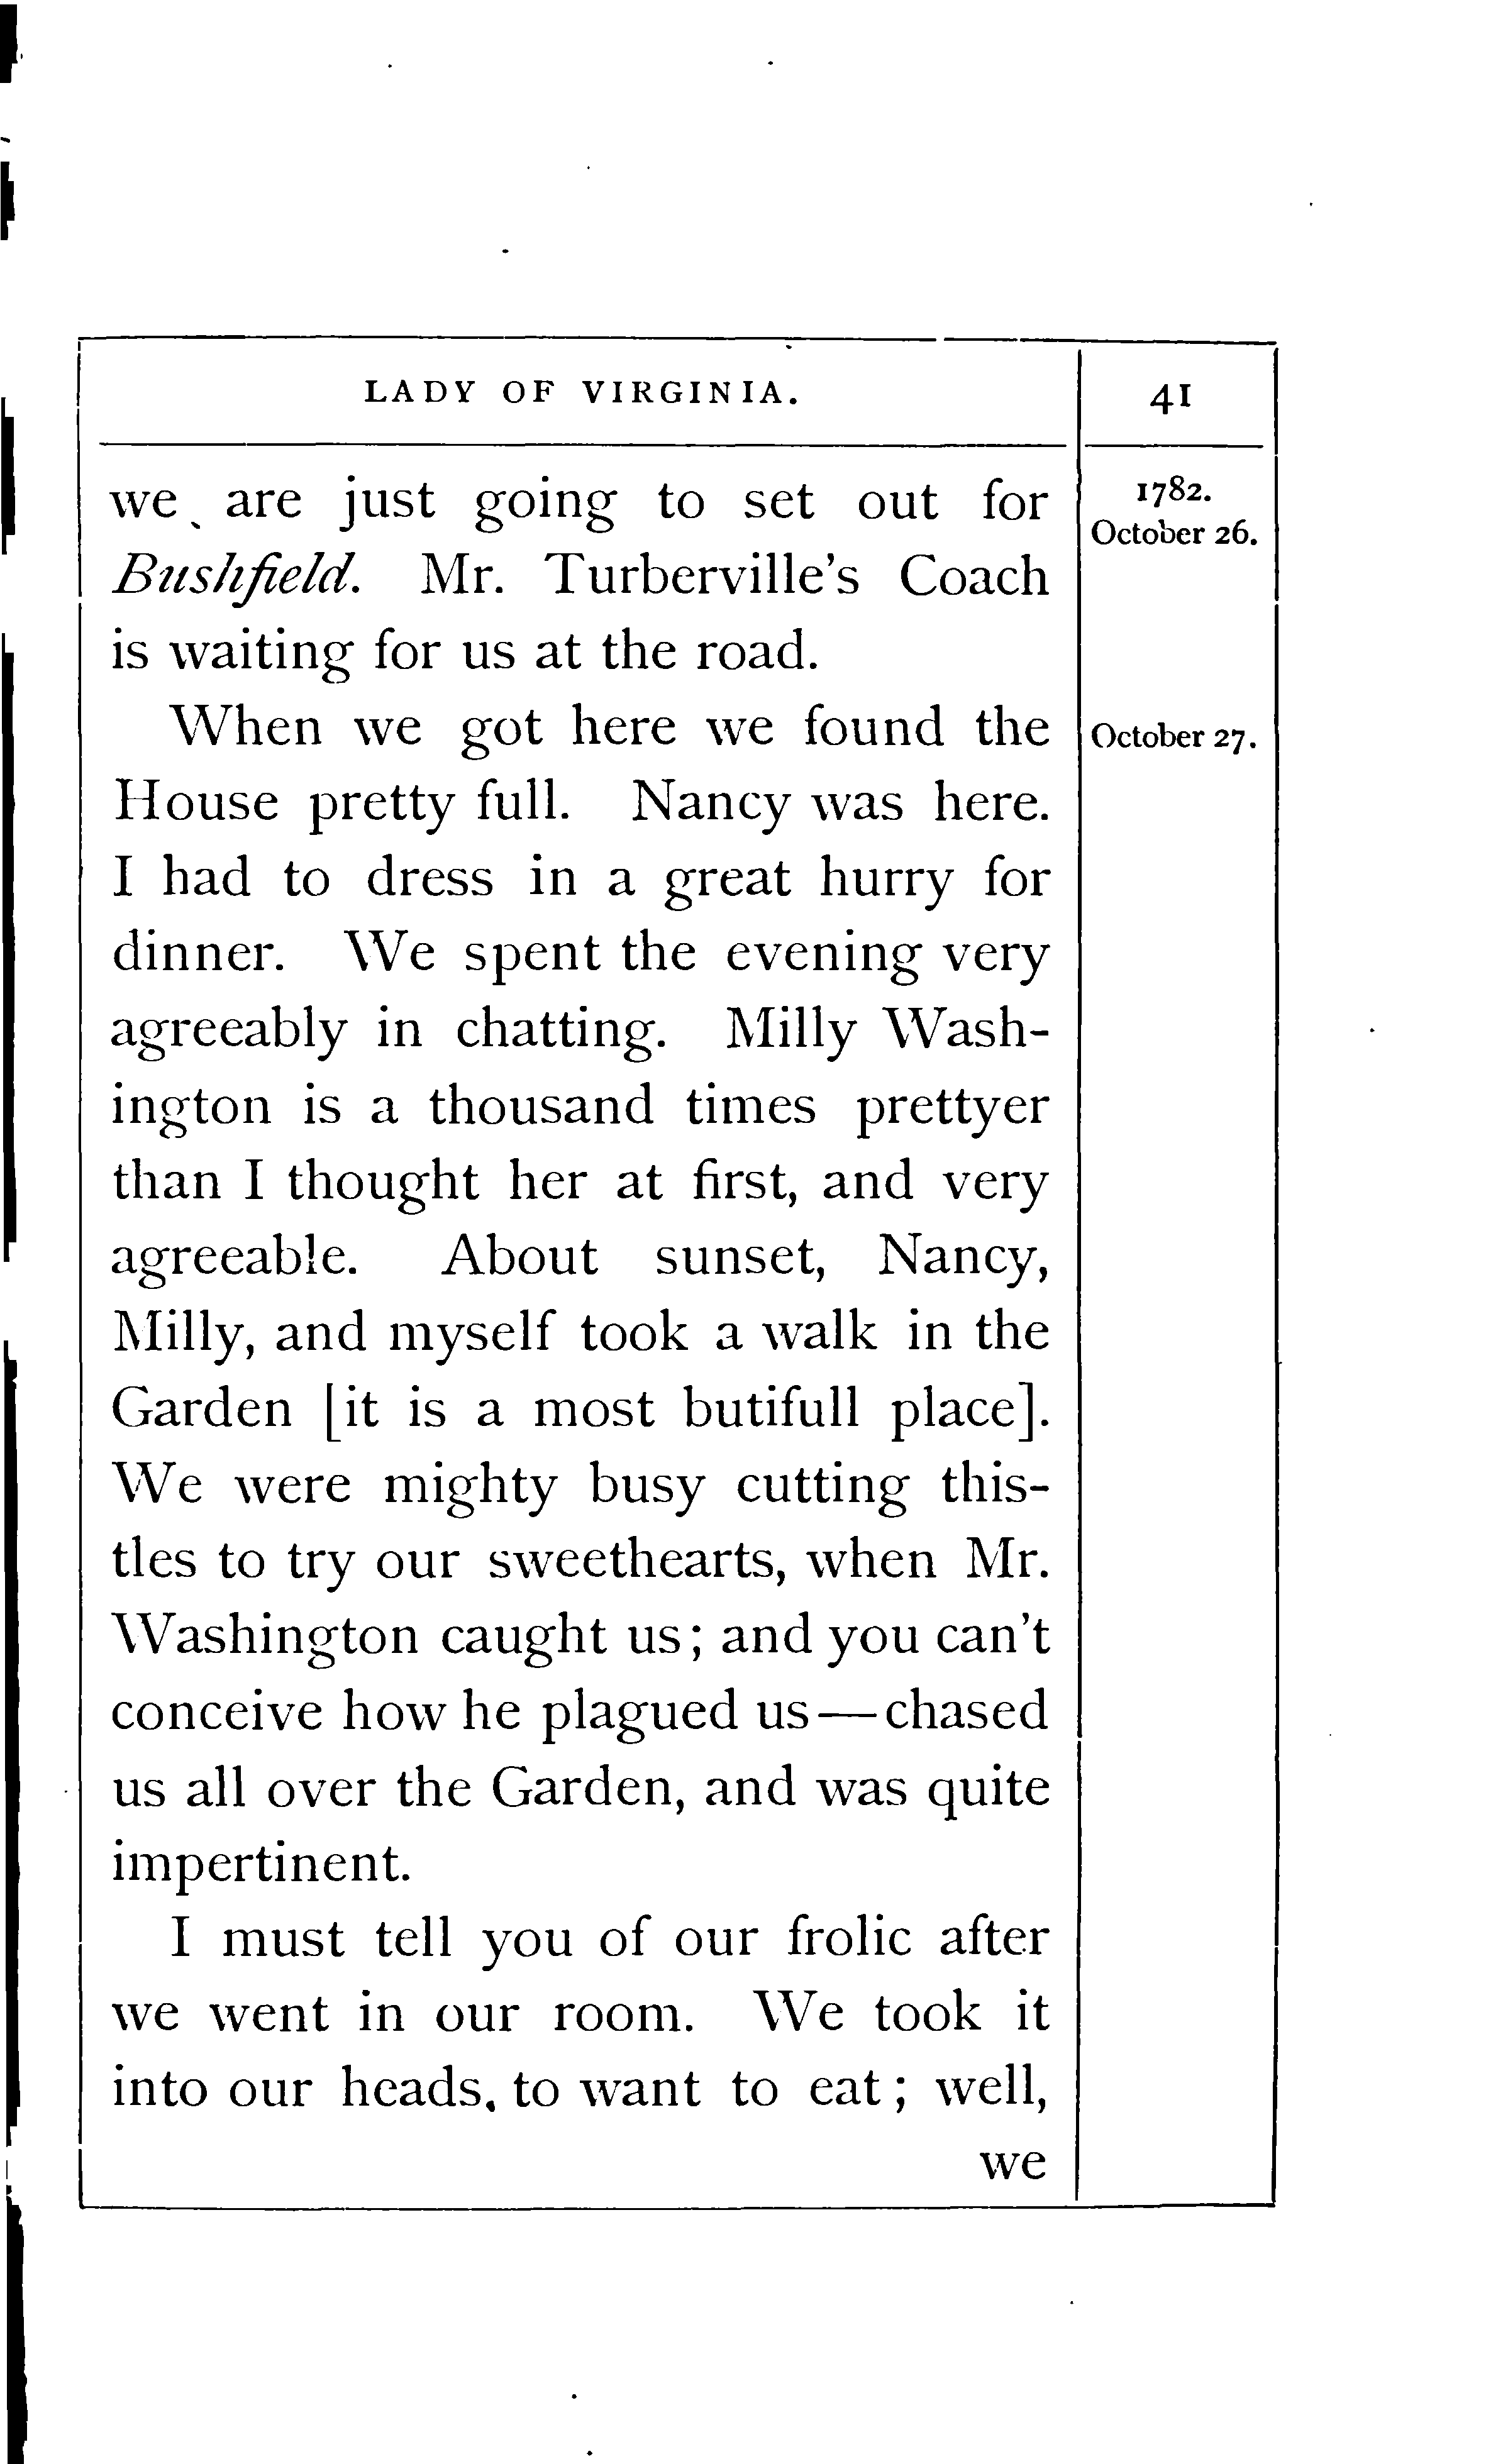 LADY OF VIRGINIA.
41
we are just going to set out for
1782.
October 26.
Bushfield. Mr. Turberville's Coach
is waiting for us at the road.
When we got here we found the
October 27.
House pretty full. Nancy was here.
I had to dress in a great hurry for
dinner. We spent the evening very
agreeably in chatting. Milly Wash-
ington is a thousand times prettyer
than I thought her at first, and very
agreeable. About sunset, Nancy,
Milly, and myself took a walk in the
Garden [it is a most butifull place].
We were mighty busy cutting this-
tles to try our sweethearts, when Mr.
Washington caught us; and you can't
conceive how he plagued us—chased
us all over the Garden, and was quite
impertinent.
I must tell you of our frolic after
we went in our room. We took it
into our heads, to want to eat; well,
we